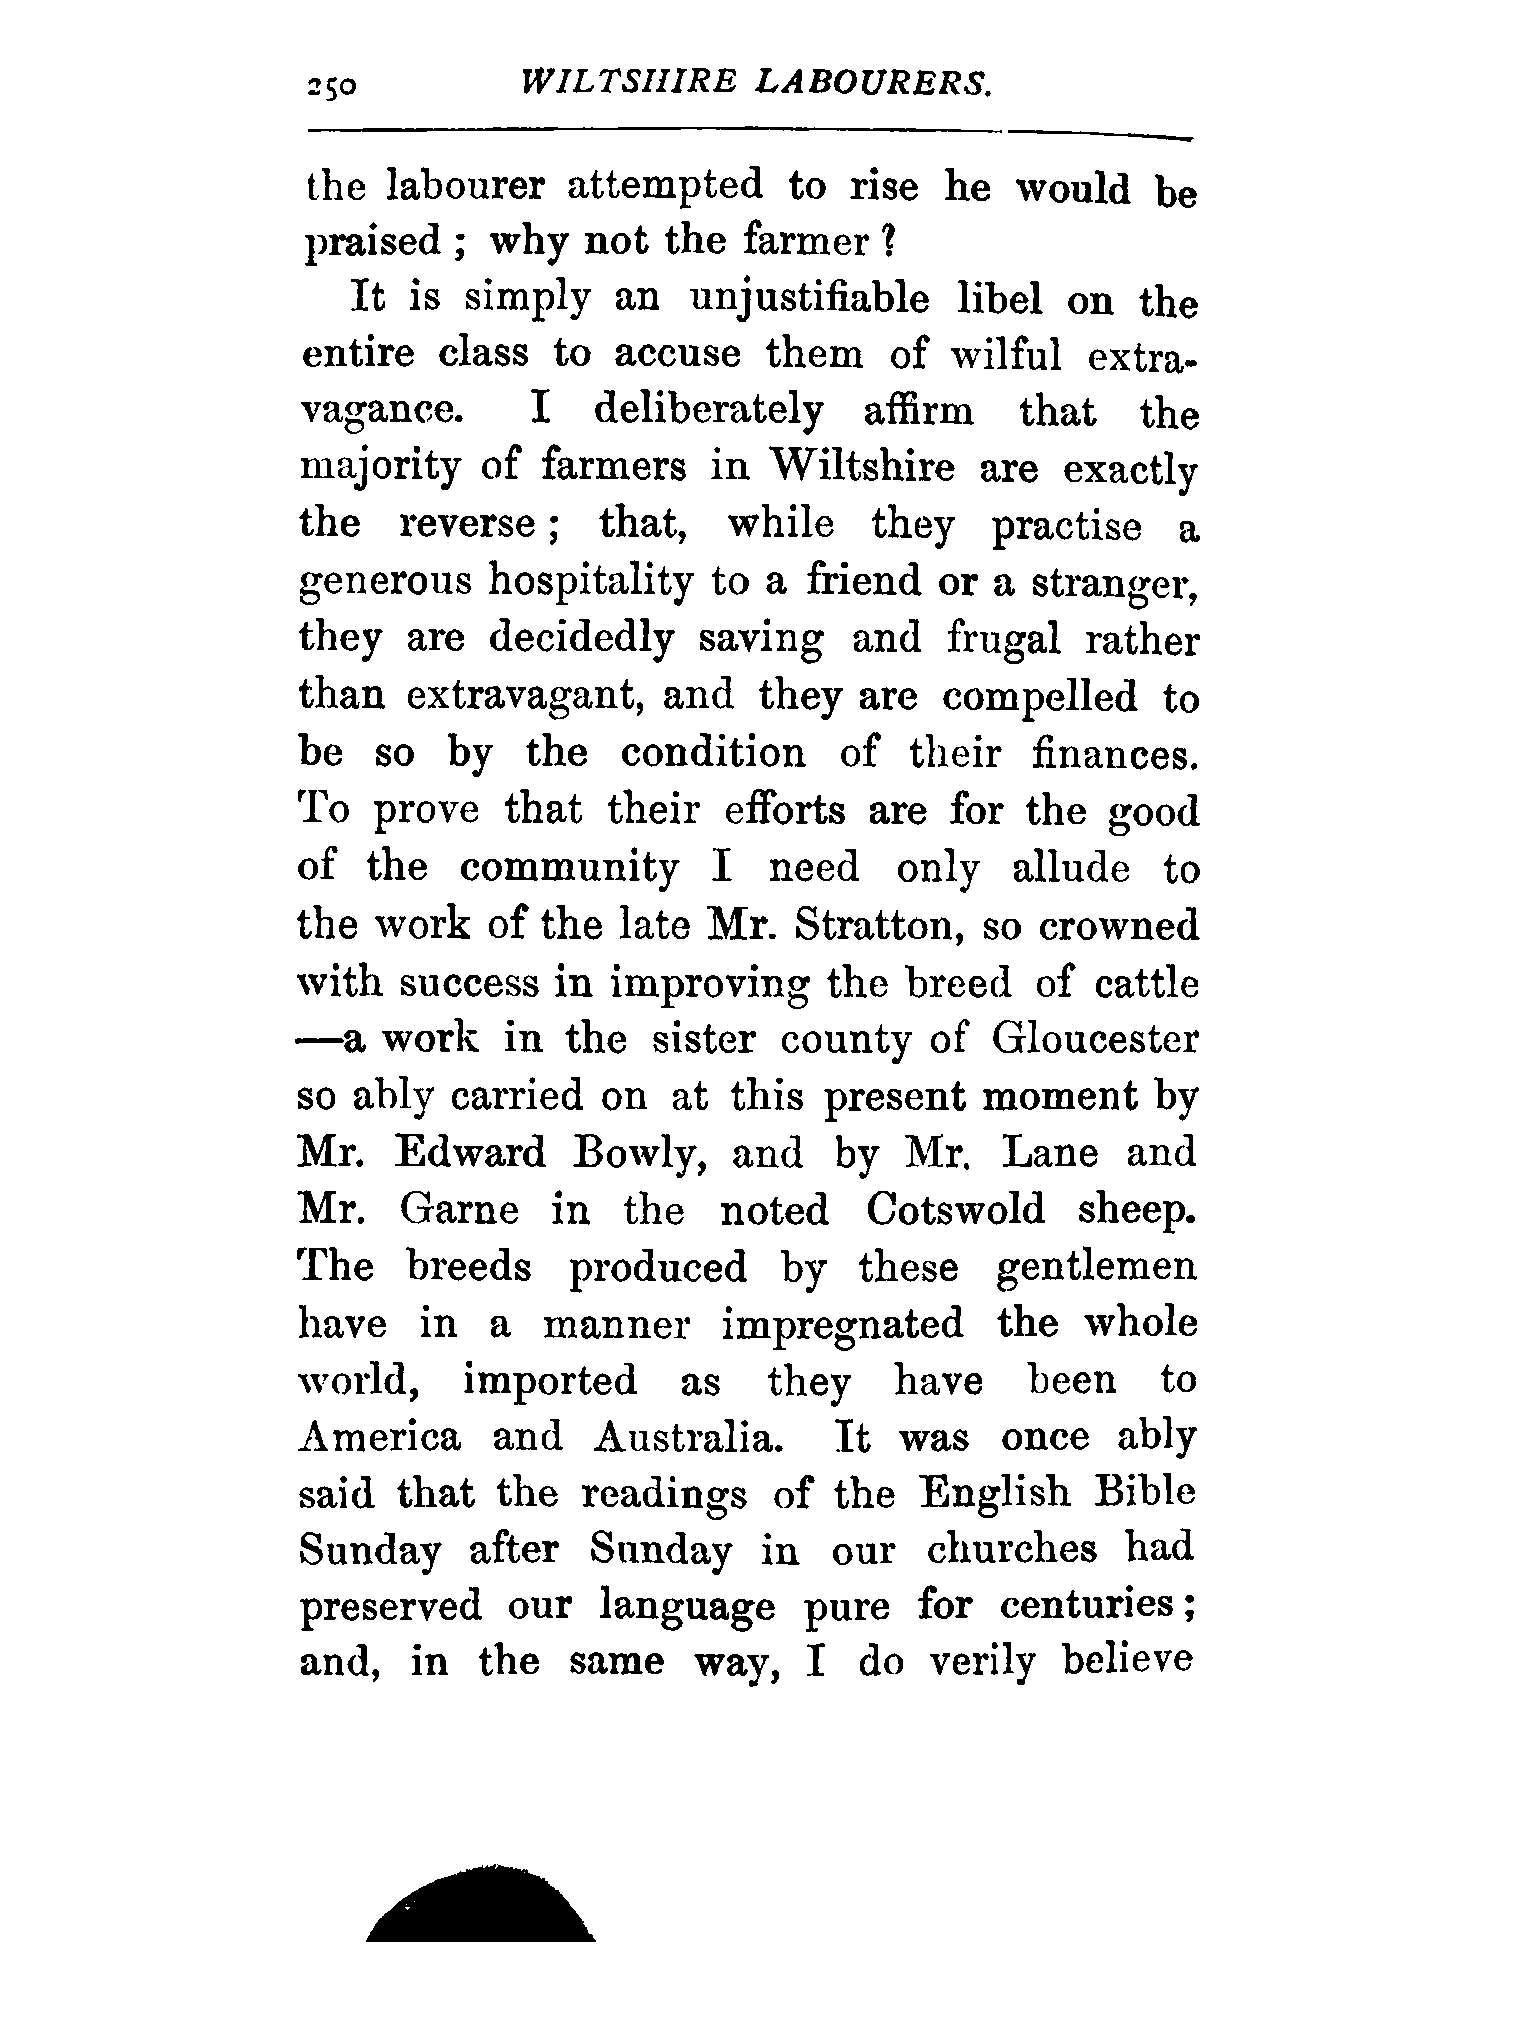 250 WILTSHIRE LABOURERS.
the labourer attempted to rise he would be
praised ; why not the farmer ?
It is simply an unjustifiable libel on the
entire class to accuse them of wilful extra-
vagance. I deliberately affirm that the
majority of farmers in Wiltshire are exactly
the reverse ; that, while they practise a
generous hospitality to a friend or a stranger,
they are decidedly saving and frugal rather
than extravagant, and they are compelled to
be so by the condition of their finances.
To prove that their efforts are for the good
of the community I need only allude to
the work of the late Mr. Stratton, so crowned
with success in improving the breed of cattle
—a work in the sister county of Gloucester
so ably carried on at this present moment by
Mr. Edward Bowly, and by Mr. Lane and
Mr. Garne in the noted Cotswold sheep.
The breeds produced by these gentlemen
have in a manner impregnated the whole
world, imported as they have been to
America and Australia. It was once ably
said that the readings of the English Bible
Sunday after Sunday in our churches had
preserved our language pure for centuries ;
and, in the same way, I do verily believe